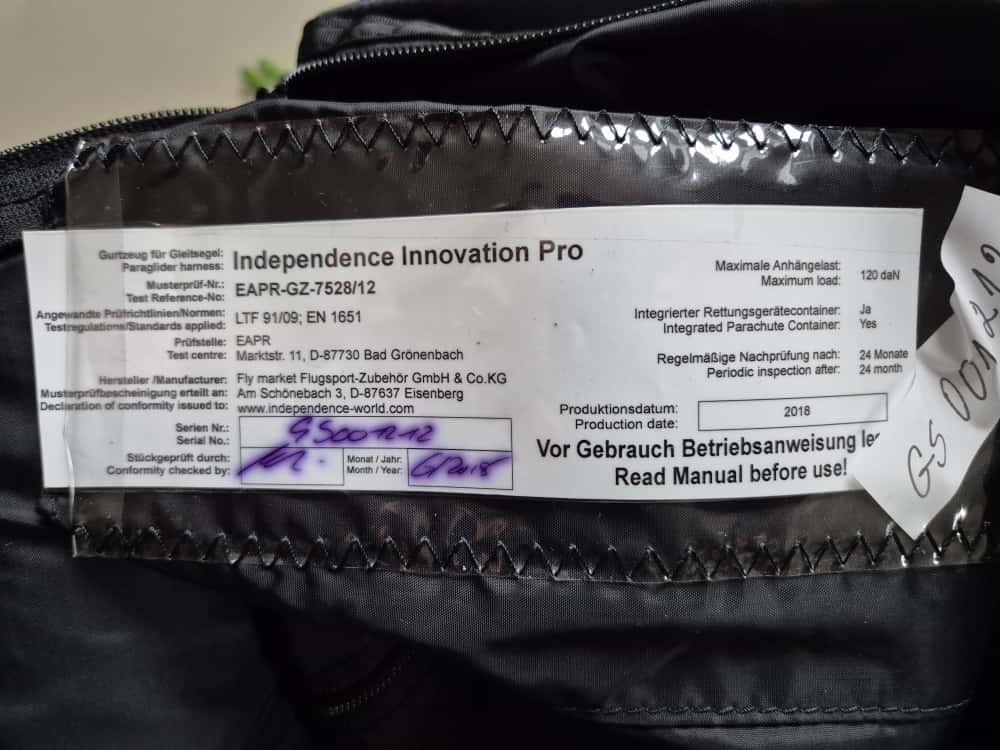 Gurtzeug für Gleitsegel:
Paraglider harness:
Independence Innovation Pro
Musterprüf-Nr.:
Test Reference-No:
EAPR-GZ-7528/12
Angewandte Prüfrichtlinien/Normen:
Testregulations/Standards applied:
LTF 91/09; EN 1651
Prüfstelle: EAPR
Test centre: Marktstr. 11, D-87730 Bad Grönenbach
Hersteller /Manufacturer: Fly market Flugsport-Zubehör GmbH & Co.KG
Musterprüfbescheinigung erteilt an: Am Schönebach 3, D-87637 Eisenberg
Declaration of conformity issued to: www.independence-world.com
Serien Nr.:
Serial No.:
GS001212
Stückgeprüft durch:
Conformity checked by:
Monat / Jahr:
Month / Year:
Maximale Anhängelast:
Maximum load:
120 daN
Integrierter Rettungsgerätecontainer: Ja
Integrated Parachute Container: Yes
Regelmäßige Nachprüfung nach: 24 Monate
Periodic inspection after: 24 month
Produktionsdatum:
Production date:
2018
Vor Gebrauch Betriebsanweisung
Read Manual before use!
GS 001212